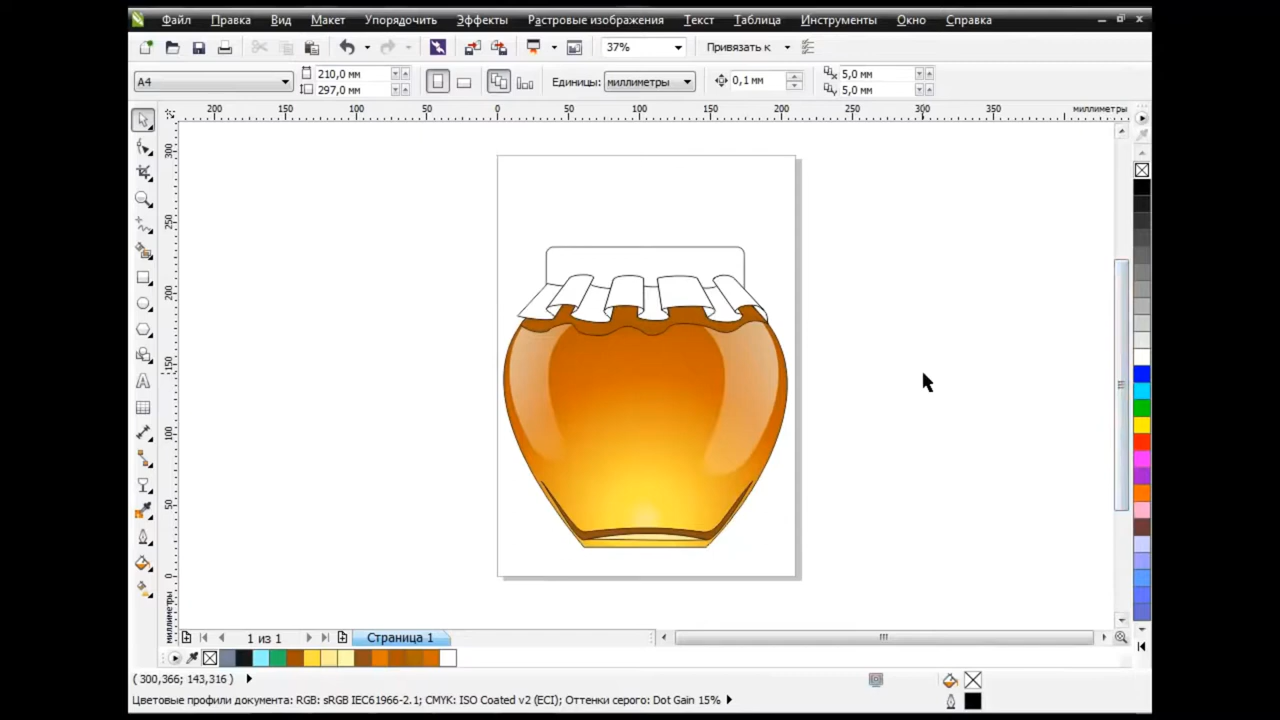 Файл Правка Вид Макет Упорядочить Эффекты Растровые изображения Текст Таблица Инструменты Окно Справка
37% Привязать к
A4 210,0 мм 297,0 мм Единицы: миллиметры 0,1 мм 5,0 мм 5,0 мм
200 150 100 50 0 50 100 150 200 250 300 350 миллиметры
300
250
200
150
100
50
0
миллиметры
1 из 1 Страница 1
( 300,366; 143,316 )
Цветовые профили документа: RGB: sRGB IEC61966-2.1; CMYK: ISO Coated v2 (ECI); Оттенки серого: Dot Gain 15%